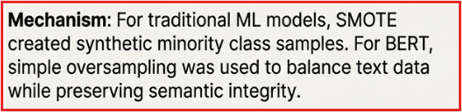 Mechanism: For traditional ML models, SMOTE
created synthetic minority class samples. For BERT,
simple oversampling was used to balance text data
while preserving semantic integrity.